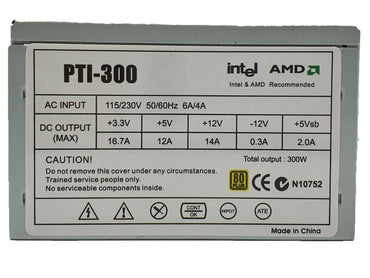 PTI-300
intel AMD
Intel & AMD Recommended
AC INPUT 115/230V 50/60Hz 6A/4A
DC OUTPUT (MAX) +3.3V +5V +12V -12V +5Vsb
16.7A 12A 14A 0.3A 2.0A
CAUTION! Total output : 300W
Do not remove this cover under any circumstances.
Trained service people only.
No serviceable components inside.
80 PLUS
N10752
CONT OK
HIPOT
ATE
Made in China